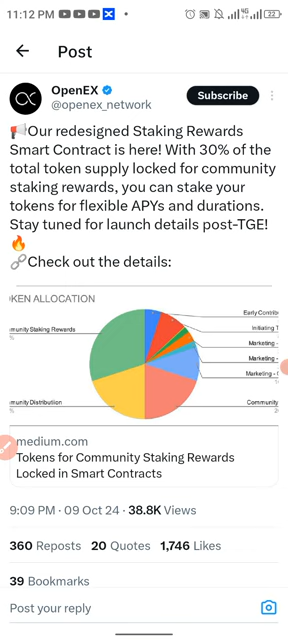 11:12 PM
4G
22
Post
OpenEX
@openex_network
Subscribe
📢Our redesigned Staking Rewards
Smart Contract is here! With 30% of the
total token supply locked for community
staking rewards, you can stake your
tokens for flexible APYs and durations.
Stay tuned for launch details post-TGE!
🔥
🔗Check out the details:
KEN ALLOCATION
Early Contrib
munity Staking Rewards
Initiating T
Marketing -
Marketing -
Marketing -
munity Distribution
Community
medium.com
Tokens for Community Staking Rewards
Locked in Smart Contracts
9:09 PM · 09 Oct 24 · 38.8K Views
360 Reposts 20 Quotes 1,746 Likes
39 Bookmarks
Post your reply